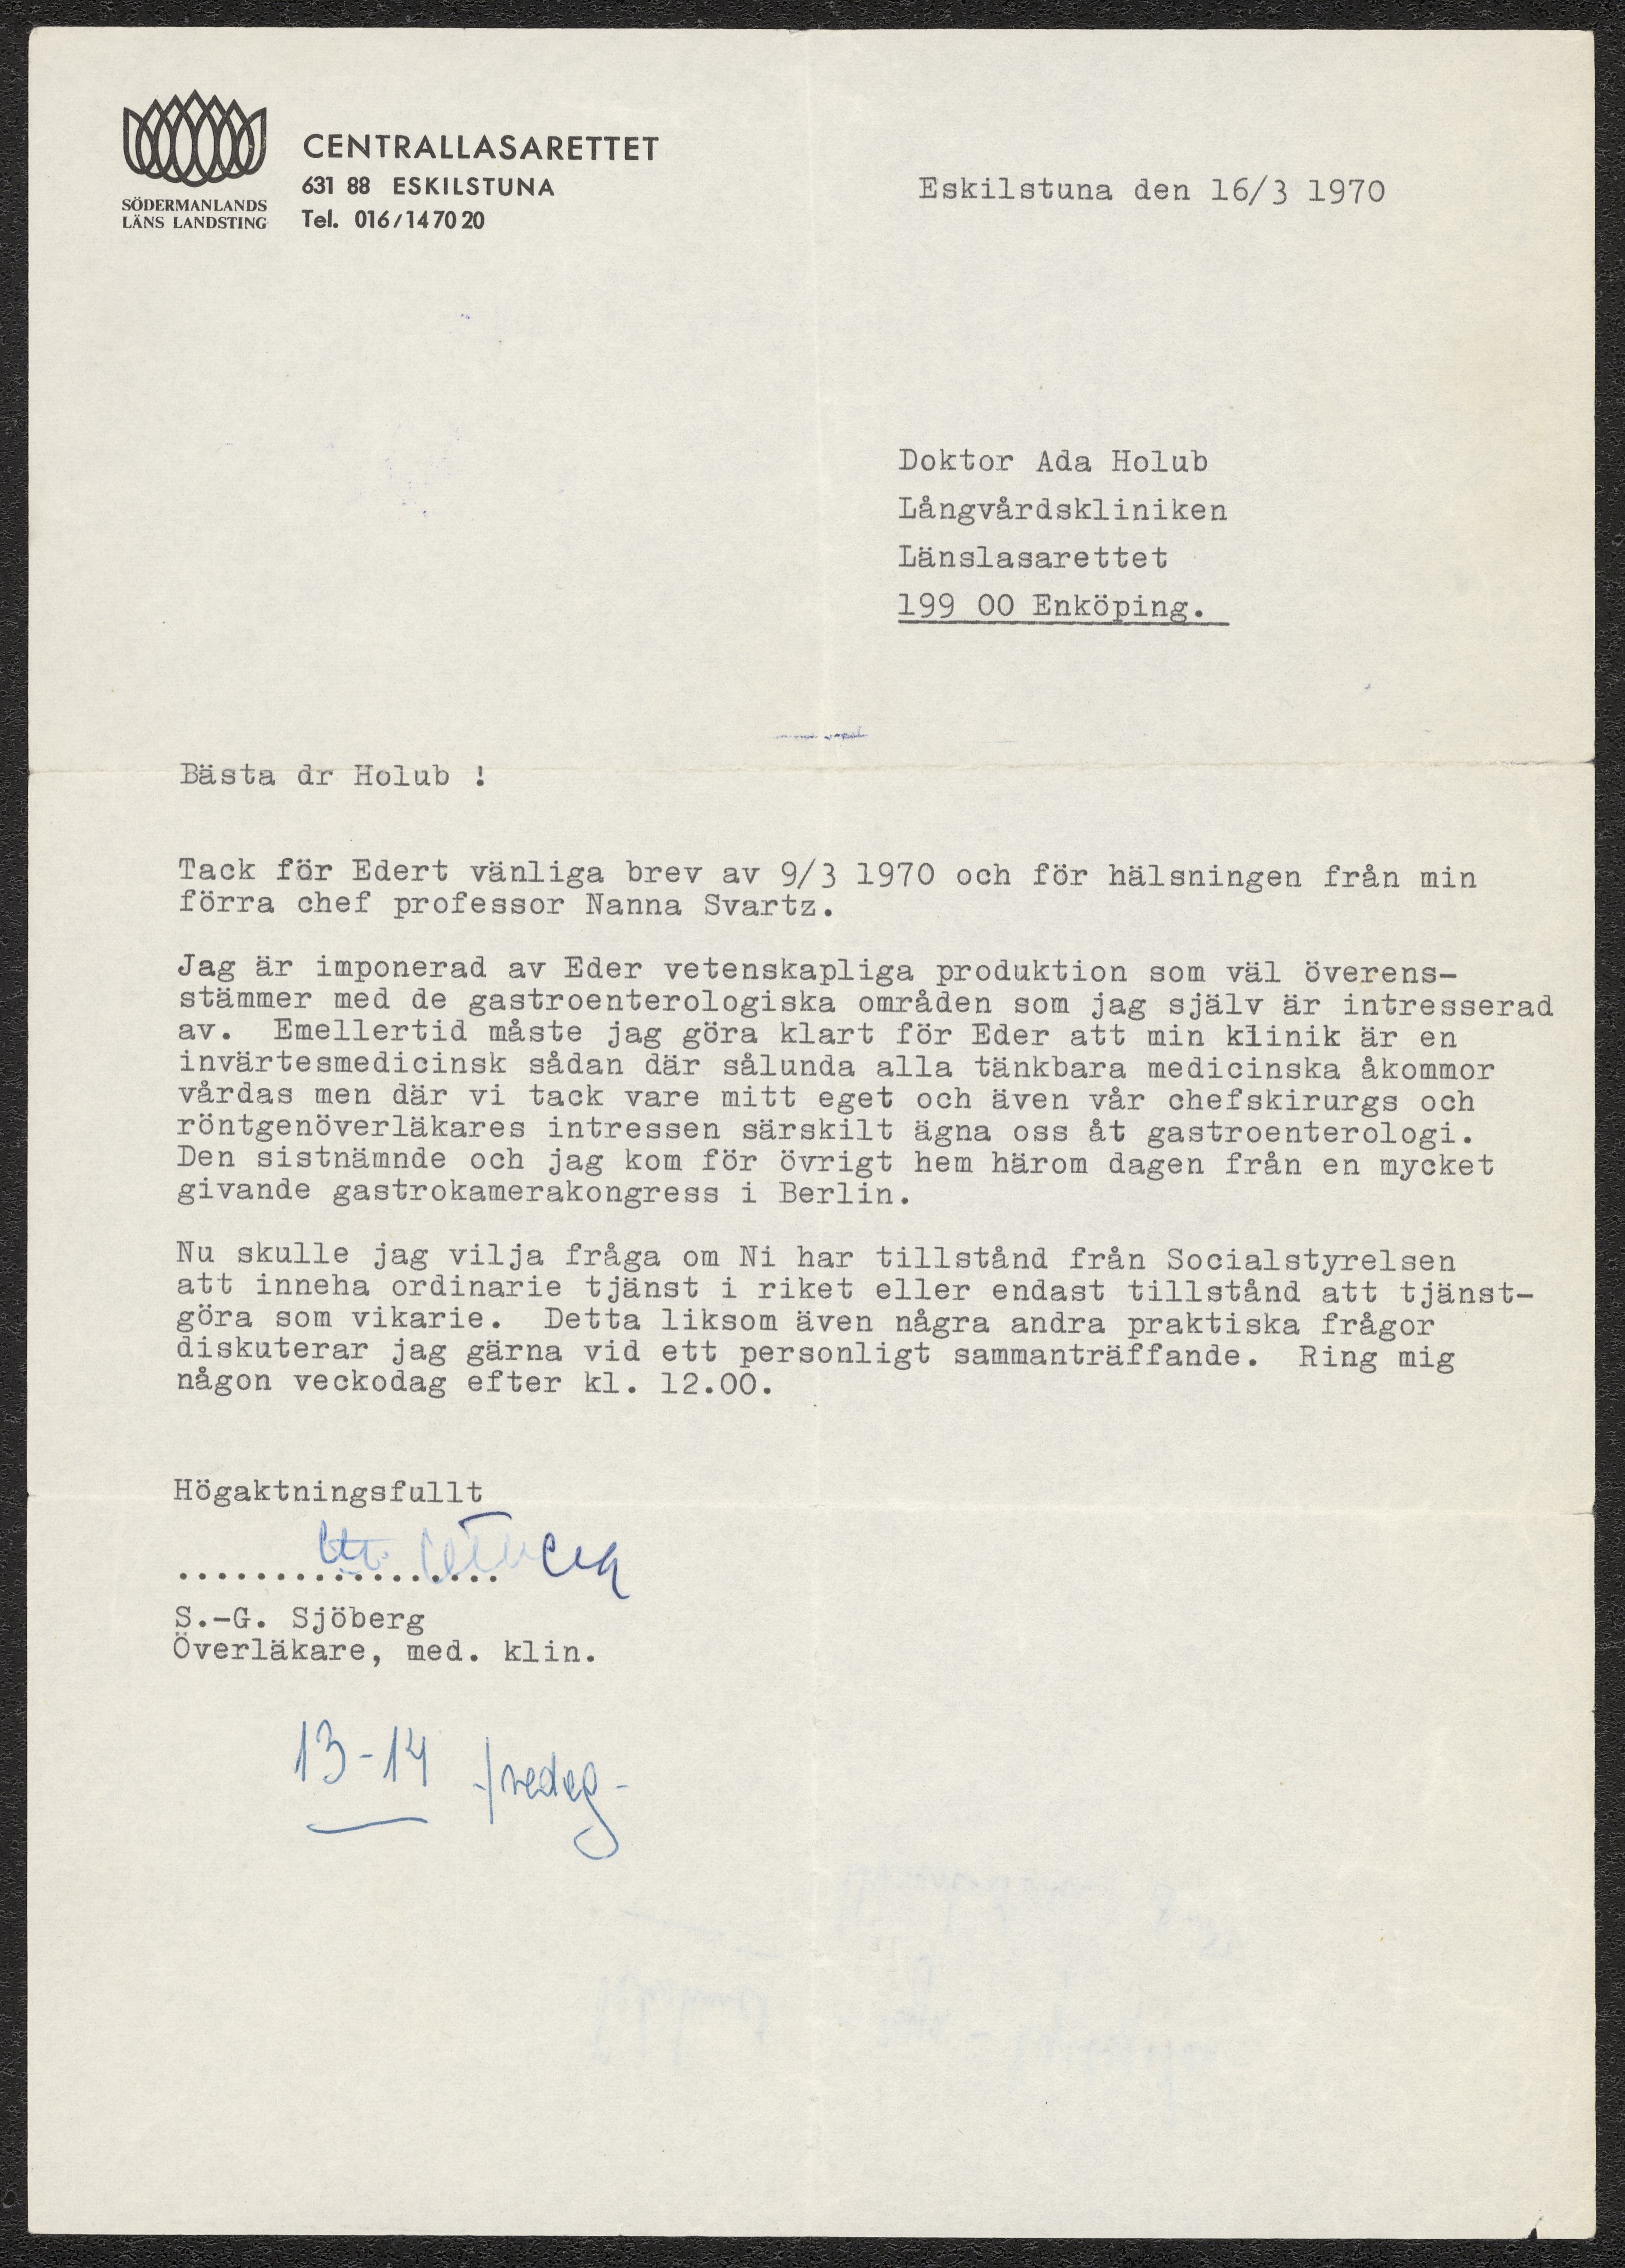 CENTRALLASARETTET
631 88 ESKILSTUNA
Tel. 016/14 70 20
SÖDERMANLANDS
LÄNS LANDSTING
Eskilstuna den 16/3 1970
Doktor Ada Holub
Långvårdskliniken
Länslasarettet
199 00 Enköping.
Bästa dr Holub !
Tack för Edert vänliga brev av 9/3 1970 och för hälsningen från min
förra chef professor Nanna Svartz.
Jag är imponerad av Eder vetenskapliga produktion som väl överens-
stämmer med de gastroenterologiska områden som jag själv är intresserad
av. Emellertid måste jag göra klart för Eder att min klinik är en
invärtesmedicinsk sådan där sålunda alla tänkbara medicinska åkommor
vårdas men där vi tack vare mitt eget och även vår chefskirurgs och
röntgenöverläkares intressen särskilt ägna oss åt gastroenterologi.
Den sistnämnde och jag kom för övrigt hem härom dagen från en mycket
givande gastrokamerakongress i Berlin.
Nu skulle jag vilja fråga om Ni har tillstånd från Socialstyrelsen
att inneha ordinarie tjänst i riket eller endast tillstånd att tjänst-
göra som vikarie. Detta liksom även några andra praktiska frågor
diskuterar jag gärna vid ett personligt sammanträffande. Ring mig
någon veckodag efter kl. 12.00.
Högaktningsfullt
.................
S.-G. Sjöberg
Överläkare, med. klin.
13-14 fredag-